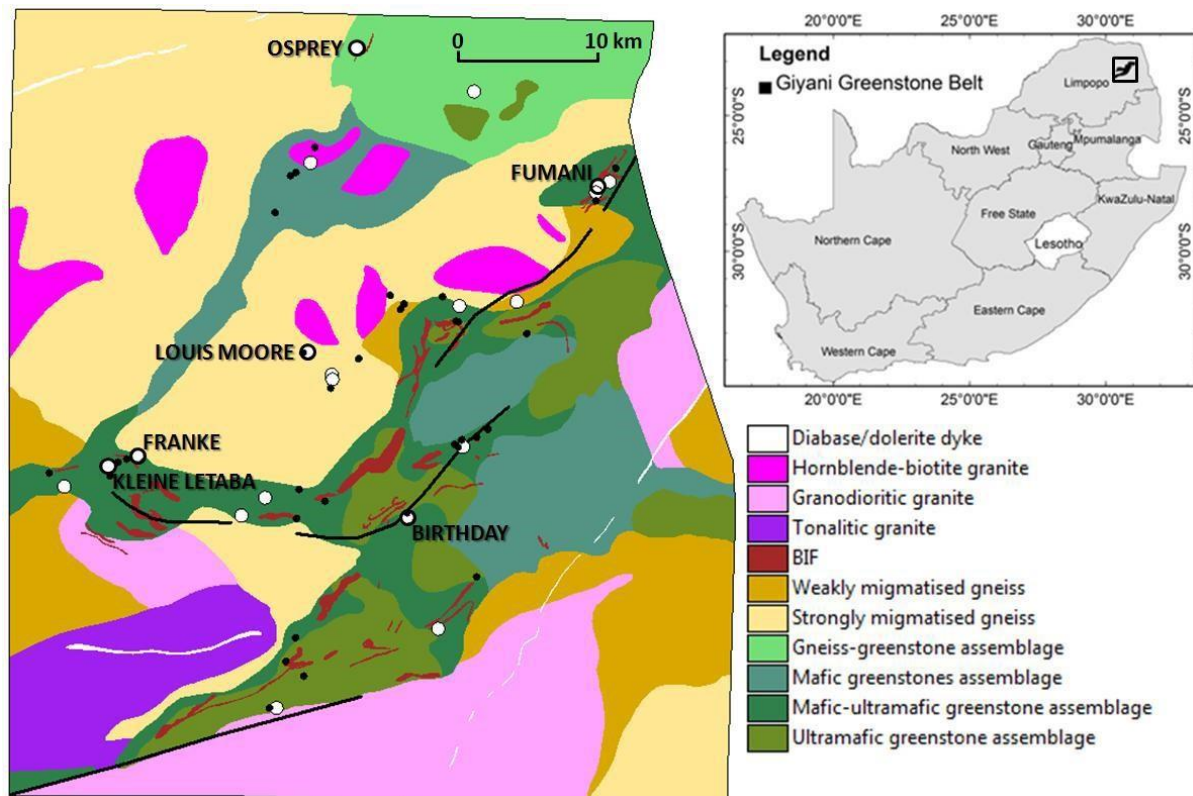 OSPREY
0 10 km
FUMANI
LOUIS MOORE
FRANKE
KLEINE LETABA
BIRTHDAY
20°0'0"E 25°0'0"E 30°0'0"E
Legend
Giyani Greenstone Belt
Limpopo
25°0'0"S
25°0'0"S
North West
Gauteng
Mpumalanga
Free State
KwaZulu-Natal
Northern Cape
Lesotho
30°0'0"S
30°0'0"S
Eastern Cape
Western Cape
20°0'0"E 25°0'0"E 30°0'0"E
Diabase/dolerite dyke
Hornblende-biotite granite
Granodioritic granite
Tonalitic granite
BIF
Weakly migmatised gneiss
Strongly migmatised gneiss
Gneiss-greenstone assemblage
Mafic greenstones assemblage
Mafic-ultramafic greenstone assemblage
Ultramafic greenstone assemblage